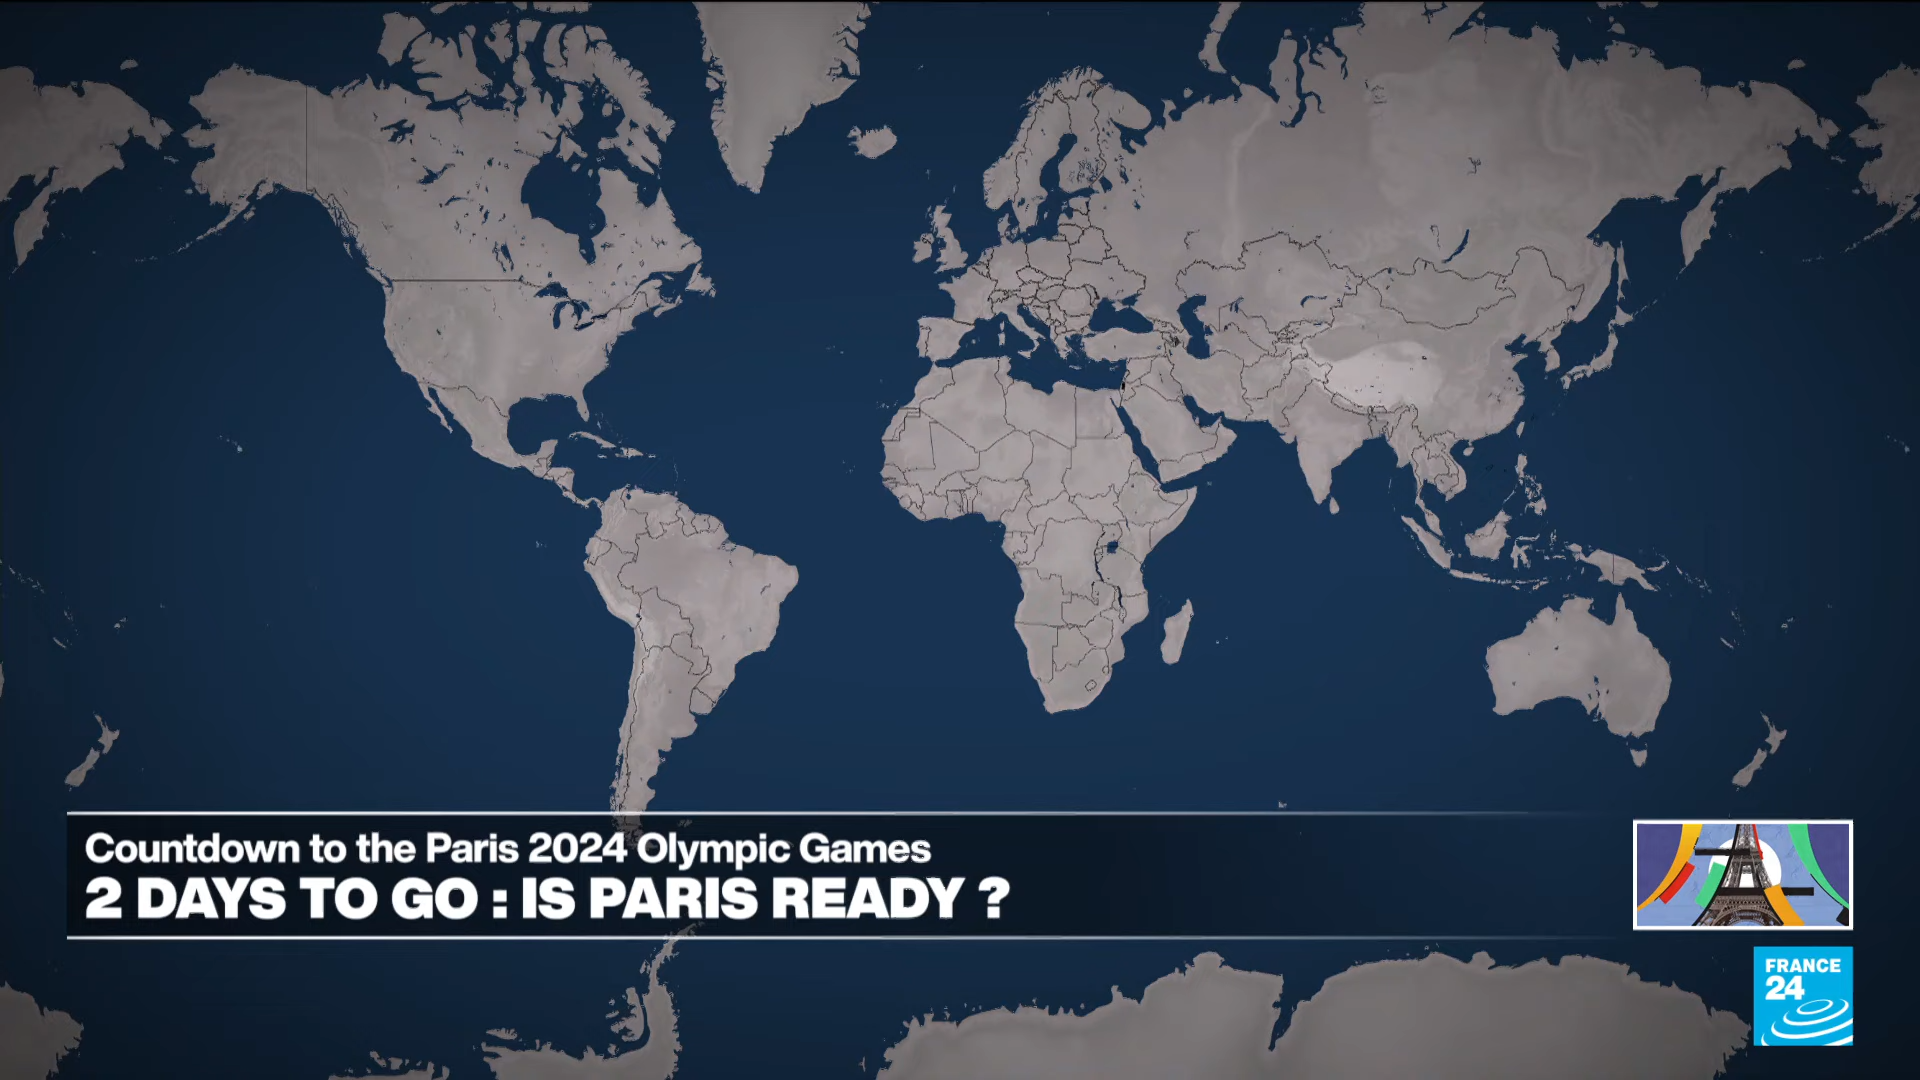 Countdown to the Paris 2024 Olympic Games
2 DAYS TO GO : IS PARIS READY ?
FRANCE
24